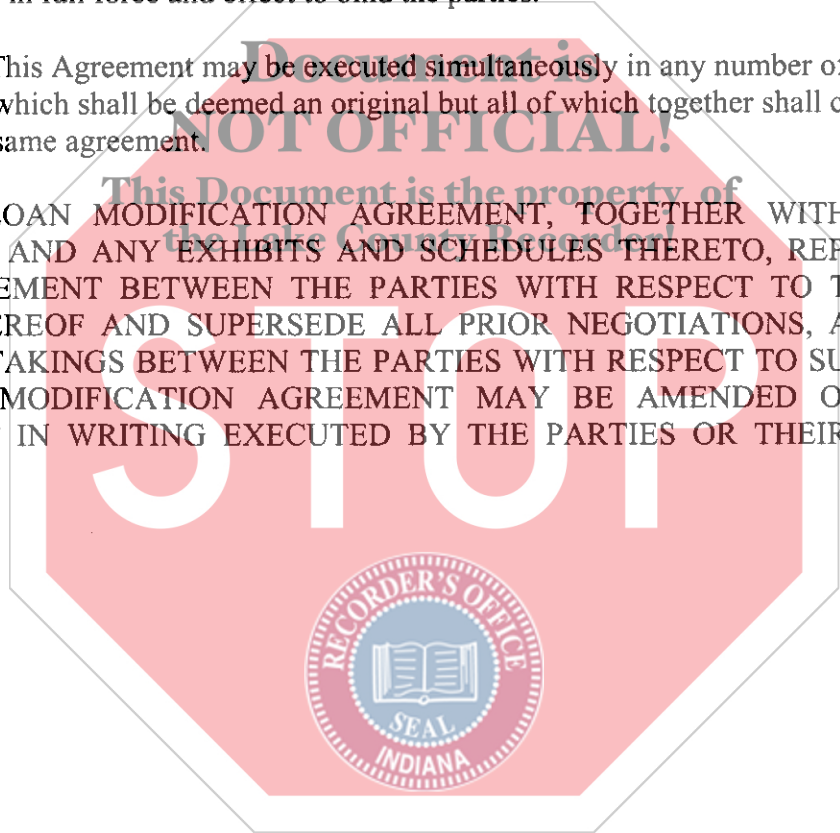 in full force and effect to bind the parties.
Document is
This Agreement may be executed simultaneously in any number of
which shall be deemed an original but all of which together shall c
NOT OFFICIAL!
same agreement.
This Document is the property of
LOAN MODIFICATION AGREEMENT, TOGETHER WITH
the Lake County Recorder!
AND ANY EXHIBITS AND SCHEDULES THERETO, REP
EMENT BETWEEN THE PARTIES WITH RESPECT TO T
EREOF AND SUPERSEDE ALL PRIOR NEGOTIATIONS, A
TAKINGS BETWEEN THE PARTIES WITH RESPECT TO SU
MODIFICATION AGREEMENT MAY BE AMENDED O
IN WRITING EXECUTED BY THE PARTIES OR THEIR
STOP
RECORDER'S OFFICE
SEAL
INDIANA